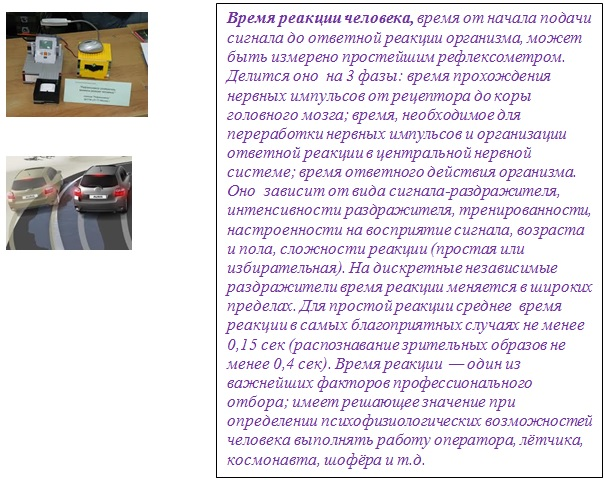 Время реакции человека, время от начала подачи
сигнала до ответной реакции организма, может
быть измерено простейшим рефлексометром.
Делится оно на 3 фазы: время прохождения
нервных импульсов от рецептора до коры
головного мозга; время, необходимое для
переработки нервных импульсов и организации
ответной реакции в центральной нервной
системе; время ответного действия организма.
Оно зависит от вида сигнала-раздражителя,
интенсивности раздражителя, тренированности,
настроенности на восприятие сигнала, возраста
и пола, сложности реакции (простая или
избирательная). На дискретные независимые
раздражители время реакции меняется в широких
пределах. Для простой реакции среднее время
реакции в самых благоприятных случаях не менее
0,15 сек (распознавание зрительных образов не
менее 0,4 сек). Время реакции — один из
важнейших факторов профессионального
отбора; имеет решающее значение при
определении психофизиологических возможностей
человека выполнять работу оператора, лётчика,
космонавта, шофёра и т.д.